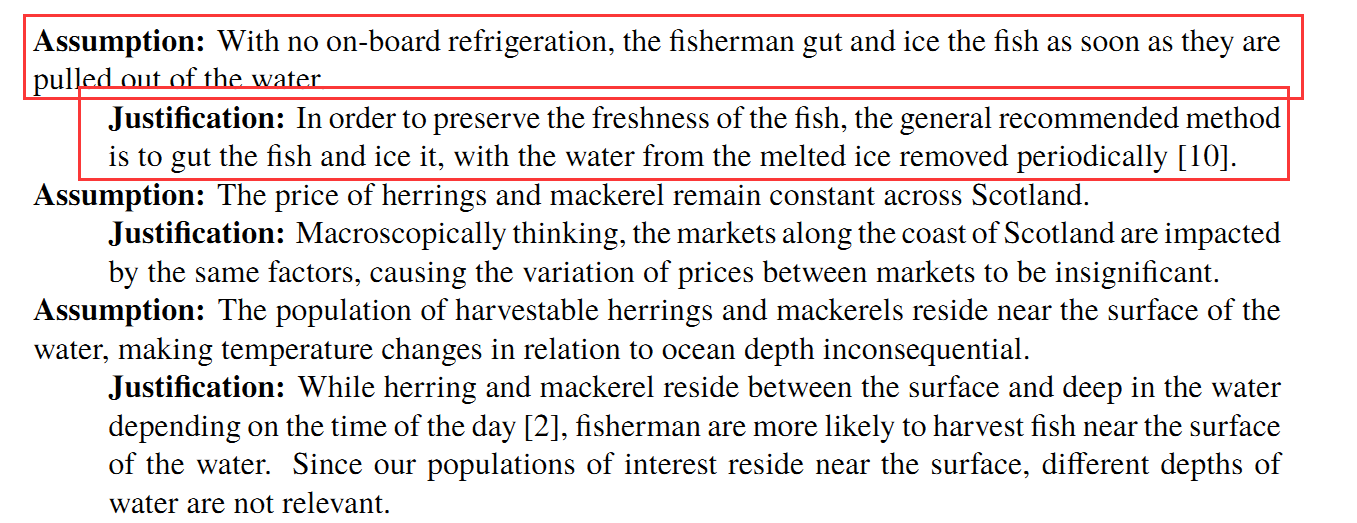 Assumption: With no on-board refrigeration, the fisherman gut and ice the fish as soon as they are
pulled out of the water.
Justification: In order to preserve the freshness of the fish, the general recommended method
is to gut the fish and ice it, with the water from the melted ice removed periodically [10].
Assumption: The price of herrings and mackerel remain constant across Scotland.
Justification: Macroscopically thinking, the markets along the coast of Scotland are impacted
by the same factors, causing the variation of prices between markets to be insignificant.
Assumption: The population of harvestable herrings and mackerels reside near the surface of the
water, making temperature changes in relation to ocean depth inconsequential.
Justification: While herring and mackerel reside between the surface and deep in the water
depending on the time of the day [2], fisherman are more likely to harvest fish near the surface
of the water. Since our populations of interest reside near the surface, different depths of
water are not relevant.